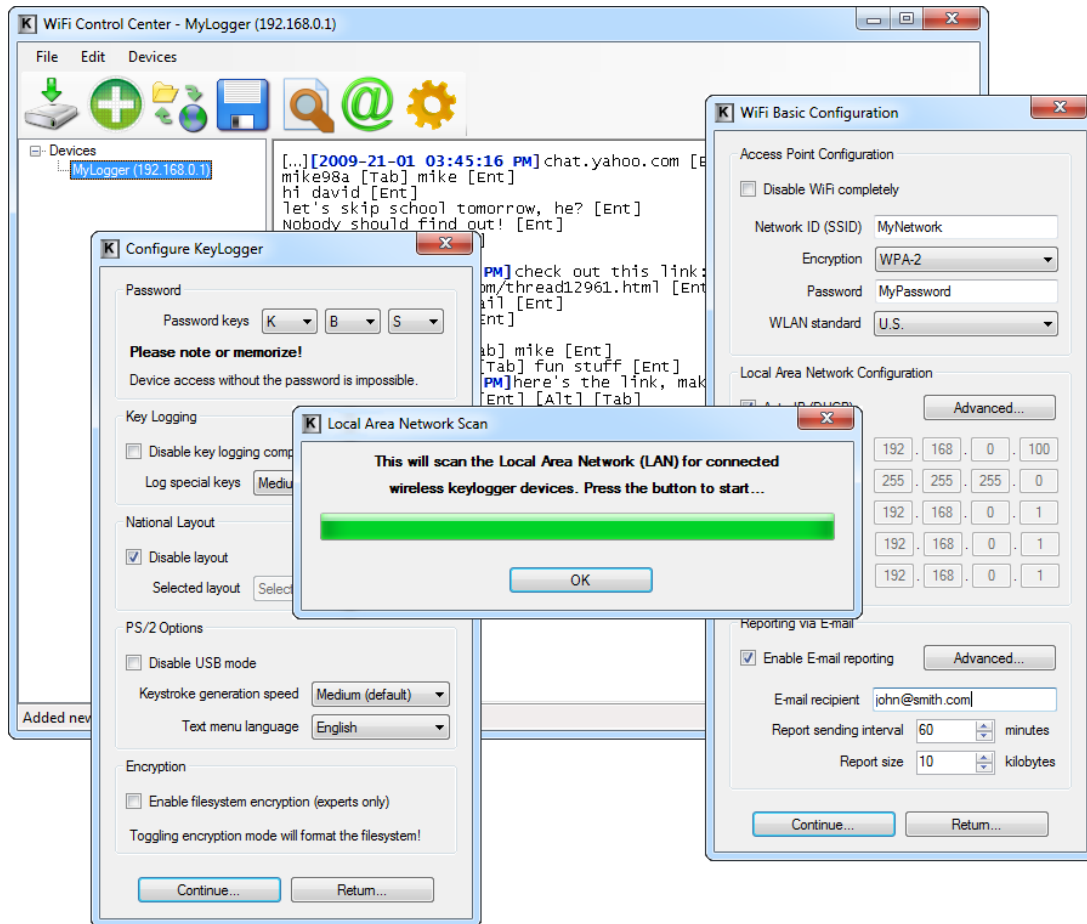 WiFi Control Center - MyLogger (192.168.0.1)
File Edit Devices
Devices
MyLogger (192.168.0.1)
[...][2009-21-01 03:45:16 PM]chat.yahoo.com
mike98a [Tab] mike [Ent]
hi david [Ent]
let's skip school tomorrow, he? [Ent]
Nobody should find out! [Ent]
PM]check out this link:
/thread12961.html
[Ent]
mike [Ent]
[Tab] fun stuff [Ent]
PM]here's the link,
[Ent] [Alt] [Tab]
Added new
Configure KeyLogger
Password
Password keys K B S
Please note or memorize!
Device access without the password is impossible.
Key Logging
Disable key logging
Log special keys
National Layout
Disable layout
Selected layout
PS/2 Options
Disable USB mode
Keystroke generation speed Medium (default)
Text menu language English
Encryption
Enable filesystem encryption (experts only)
Toggling encryption mode will format the filesystem!
Continue... Return...
Local Area Network Scan
This will scan the Local Area Network (LAN) for connected
wireless keylogger devices. Press the button to start...
OK
WiFi Basic Configuration
Access Point Configuration
Disable WiFi completely
Network ID (SSID) MyNetwork
Encryption WPA-2
Password MyPassword
WLAN standard U.S.
Local Area Network Configuration
Advanced...
192 . 168 . 0 . 100
255 . 255 . 255 . 0
192 . 168 . 0 . 1
192 . 168 . 0 . 1
192 . 168 . 0 . 1
Reporting via E-mail
Enable E-mail reporting Advanced...
E-mail recipient john@smith.com
Report sending interval 60 minutes
Report size 10 kilobytes
Continue... Return...